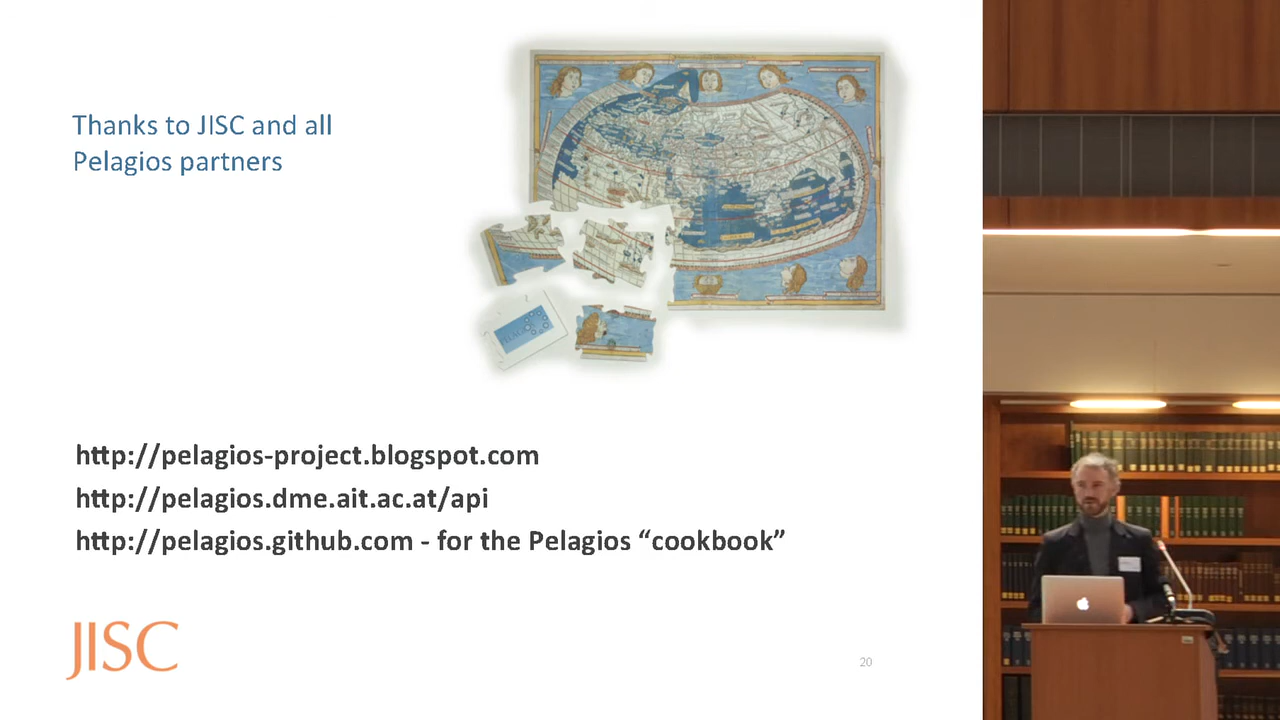 Thanks to JISC and all
Pelagios partners
http://pelagios-project.blogspot.com
http://pelagios.dme.ait.ac.at/api
http://pelagios.github.com - for the Pelagios “cookbook”
JISC
20